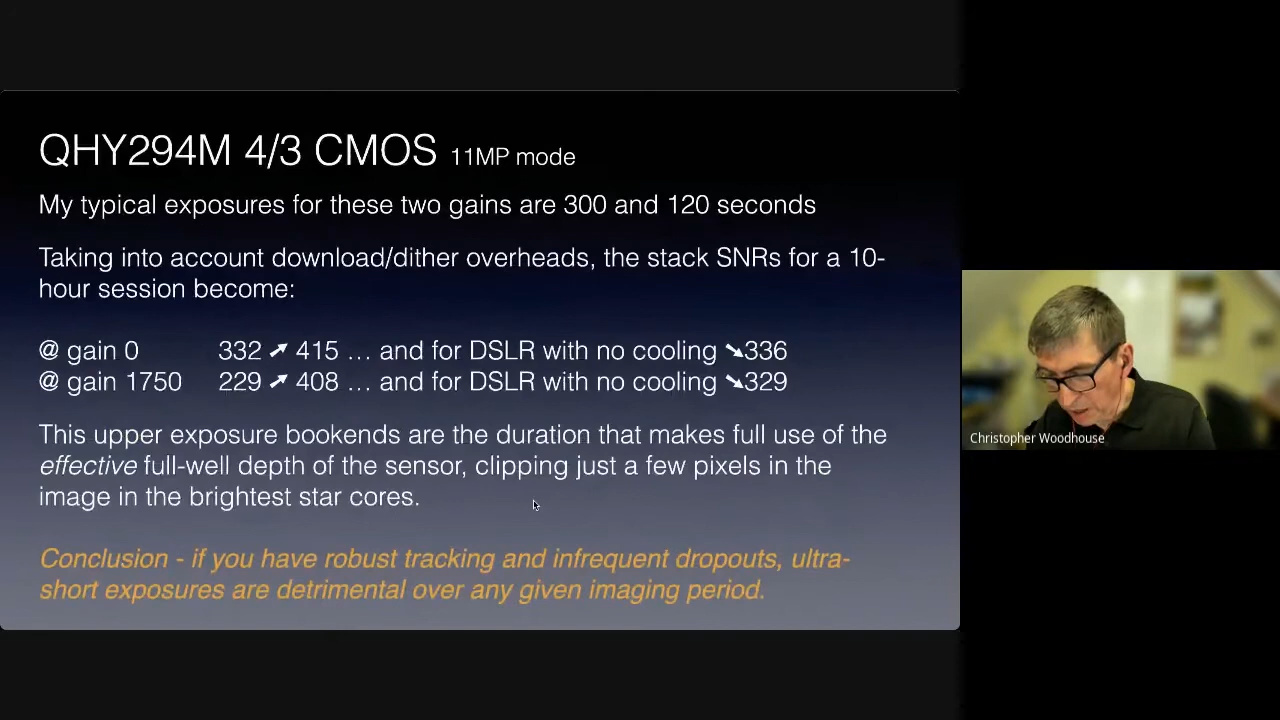 QHY294M 4/3 CMOS 11MP mode
My typical exposures for these two gains are 300 and 120 seconds
Taking into account download/dither overheads, the stack SNRs for a 10-
hour session become:
@ gain 0 332 ➚ 415 … and for DSLR with no cooling ➘336
@ gain 1750 229 ➚ 408 … and for DSLR with no cooling ➘329
This upper exposure bookends are the duration that makes full use of the
effective full-well depth of the sensor, clipping just a few pixels in the
image in the brightest star cores.
Conclusion - if you have robust tracking and infrequent dropouts, ultra-
short exposures are detrimental over any given imaging period.
Christopher Woodhouse